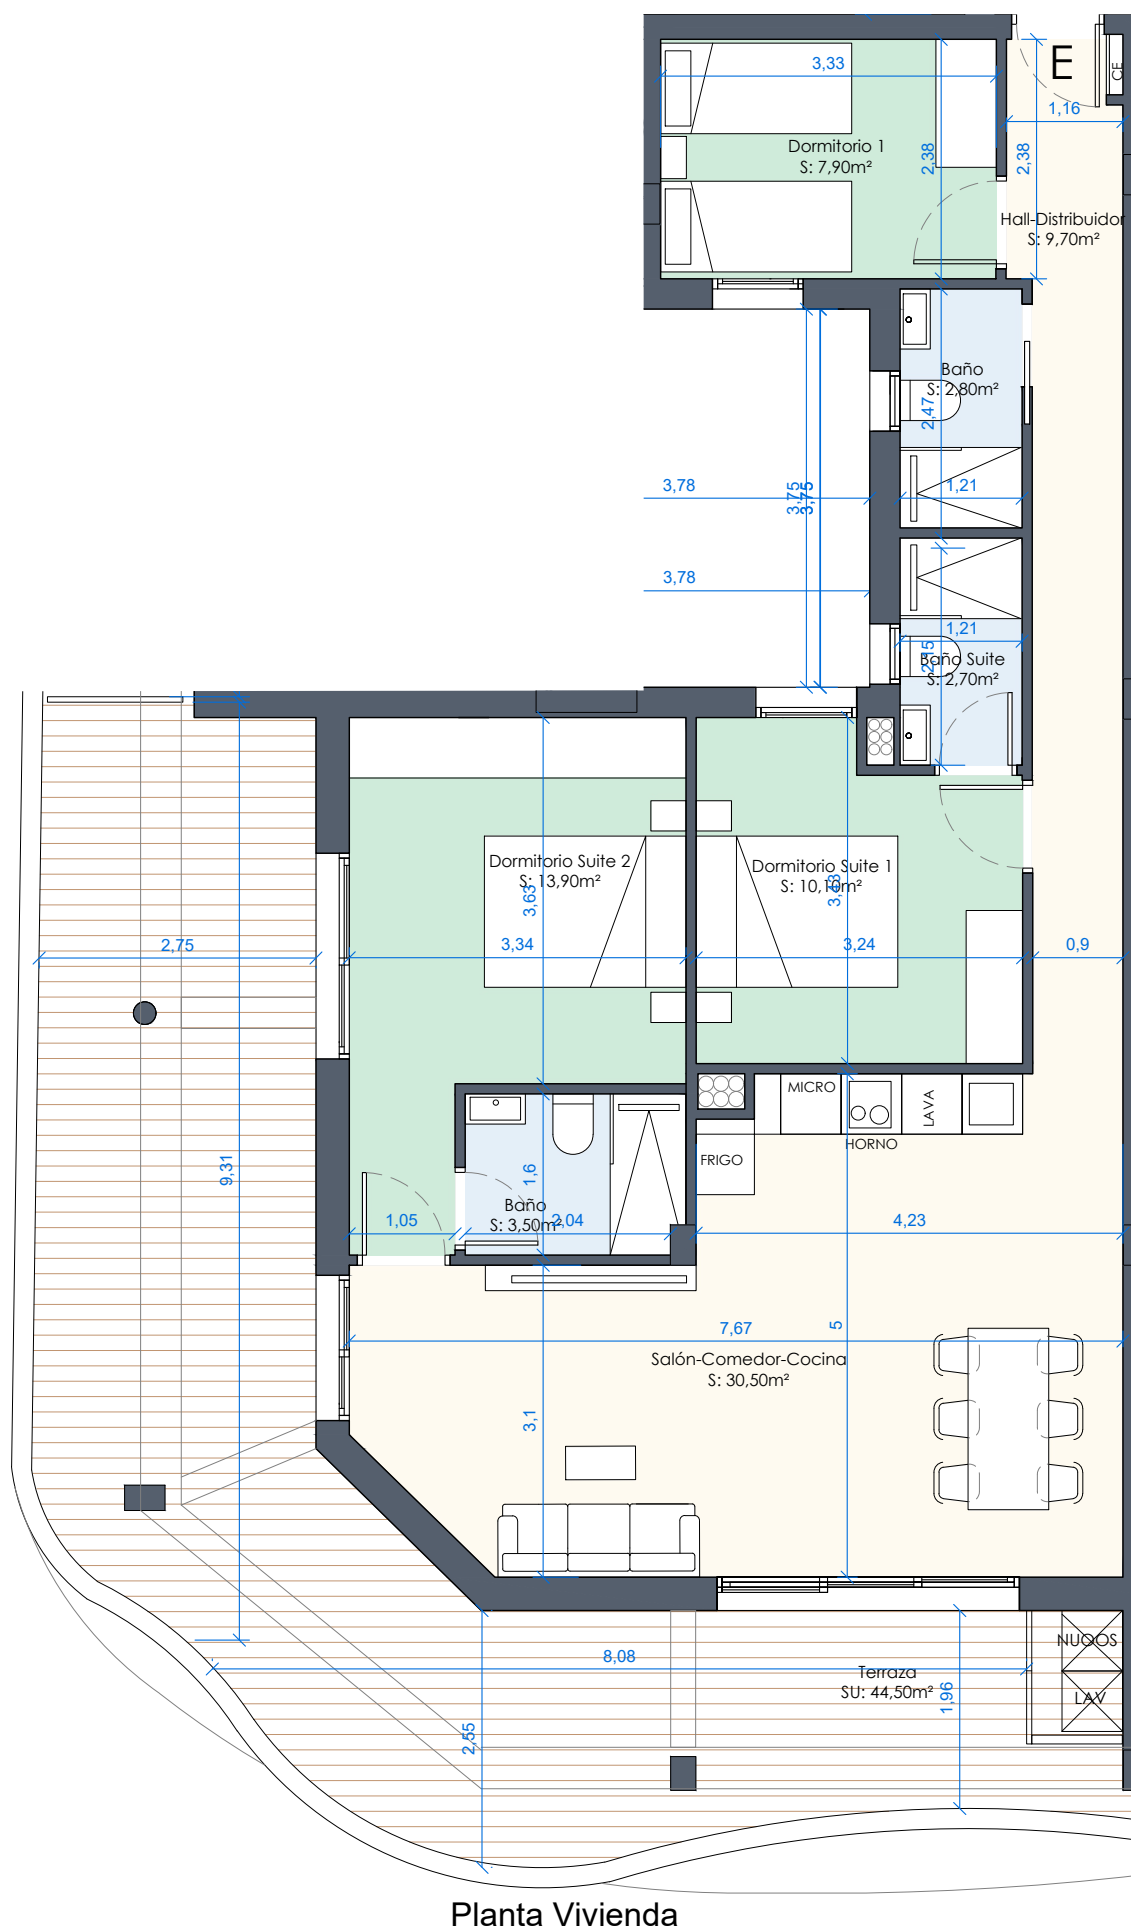 E
CE
3,33
1,16
Dormitorio 1
S: 7,90m²
2,38
2,38
Hall-Distribuidor
S: 9,70m²
Baño
S: 2,80m²
2,47
3,78
3,75
3,75
1,21
3,78
1,21
Baño Suite
S: 2,70m²
2,15
Dormitorio Suite 2
S: 13,90m²
3,63
Dormitorio Suite 1
S: 10,10m²
3,43
2,75
3,34
3,24
0,9
MICRO
LAVA
HORNO
FRIGO
9,31
1,6
Baño
S: 3,50m²
1,05
2,04
4,23
7,67
5
Salón-Comedor-Cocina
S: 30,50m²
3,1
NUOOS
8,08
Terraza
SU: 44,50m²
1,96
LAV
2,55
Planta Vivienda